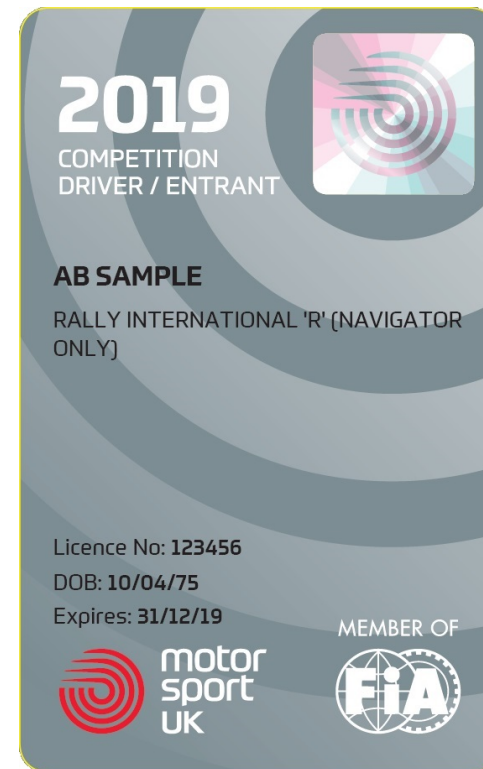 2019
COMPETITION
DRIVER / ENTRANT
AB SAMPLE
RALLY INTERNATIONAL 'R' (NAVIGATOR
ONLY)
Licence No: 123456
DOB: 10/04/75
Expires: 31/12/19
motor
sport
UK
MEMBER OF
FiA